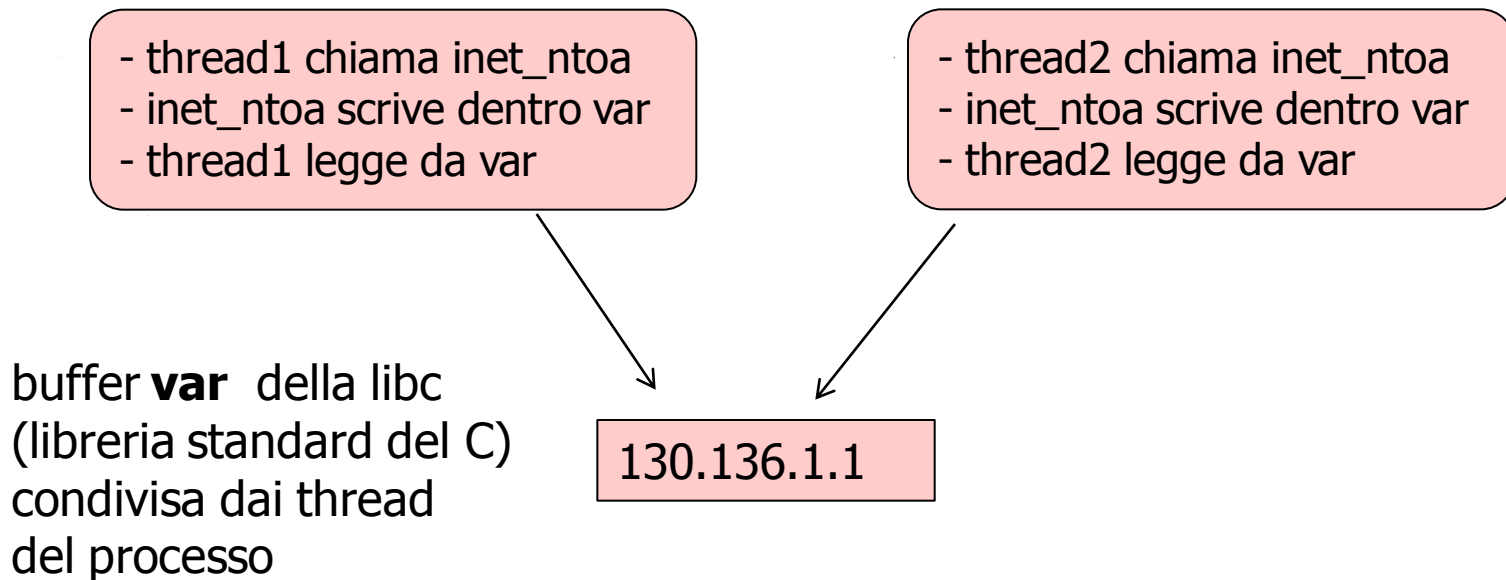 - thread1 chiama inet_ntoa
- inet_ntoa scrive dentro var
- thread1 legge da var
- thread2 chiama inet_ntoa
- inet_ntoa scrive dentro var
- thread2 legge da var
buffer var della libc
(libreria standard del C)
condivisa dai thread
del processo
130.136.1.1